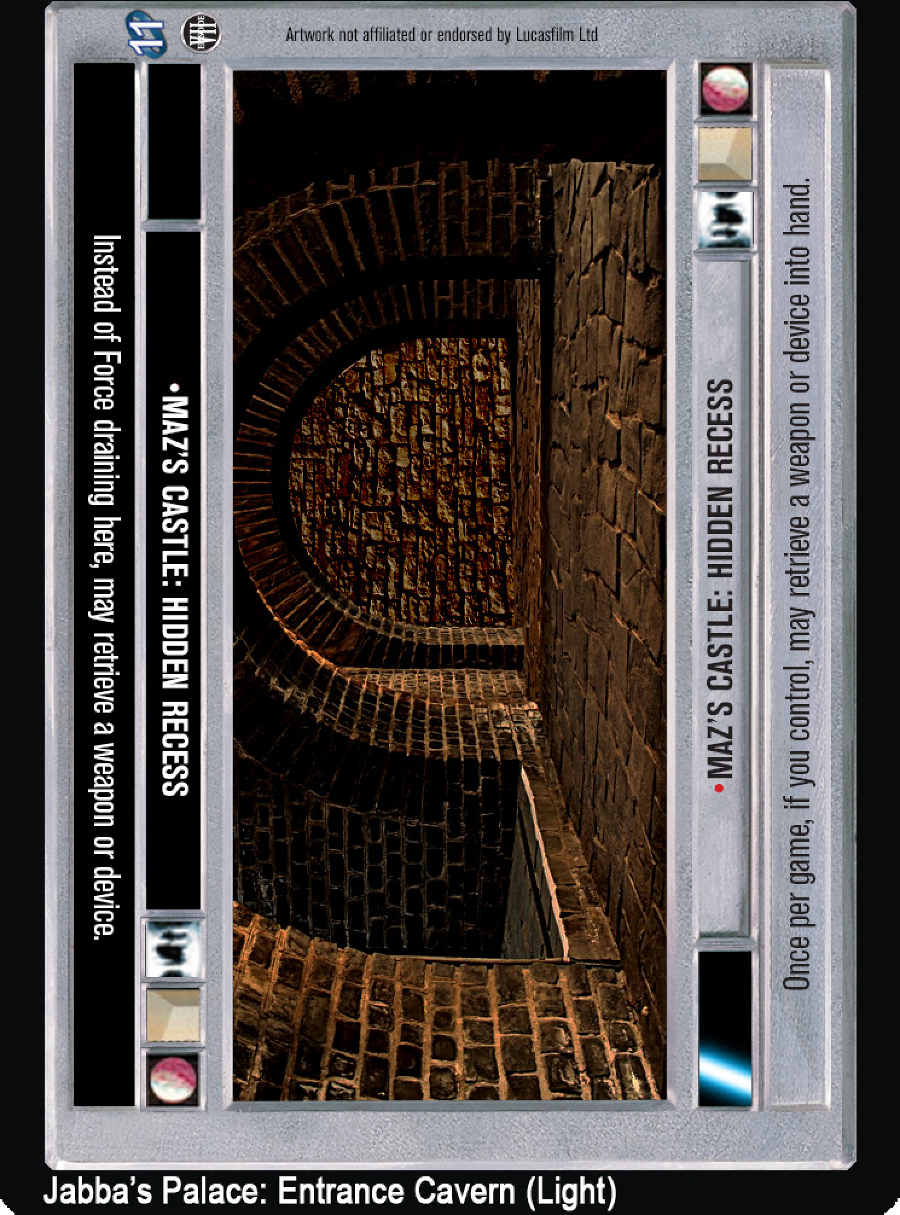 Artwork not affiliated or endorsed by Lucasfilm Ltd
•MAZ'S CASTLE: HIDDEN RECESS
Instead of Force draining here, may retrieve a weapon or device.
•MAZ'S CASTLE: HIDDEN RECESS
Once per game, if you control, may retrieve a weapon or device into hand.
Jabba's Palace: Entrance Cavern (Light)